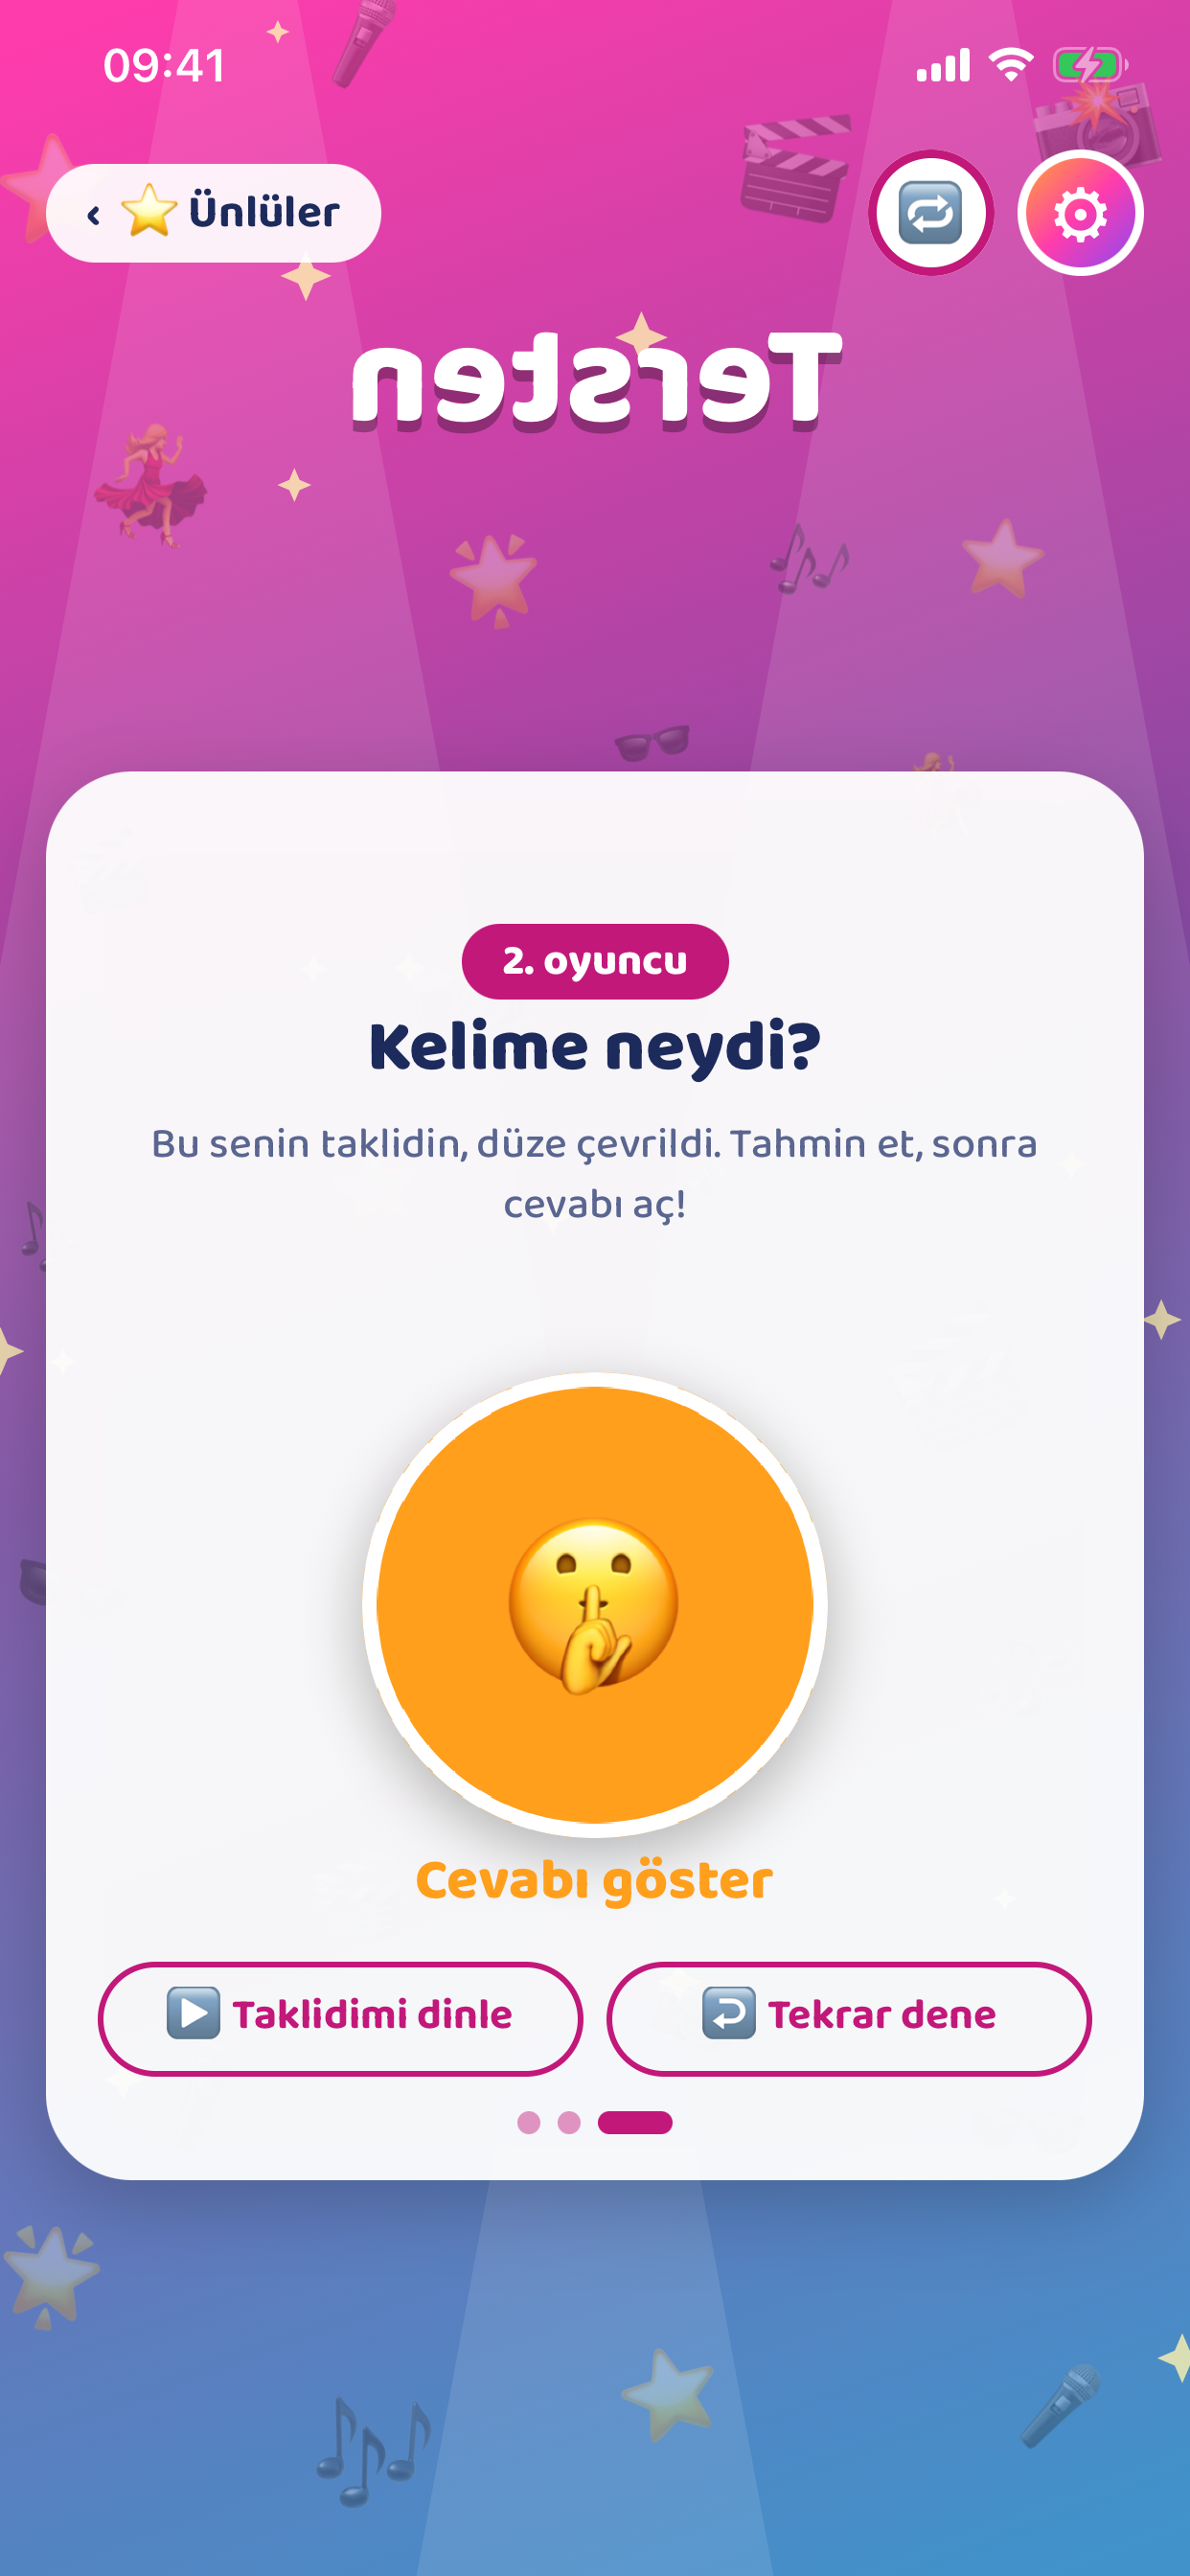 09:41
‹ ⭐ Ünlüler
Tersten
2. oyuncu
Kelime neydi?
Bu senin taklidin, düze çevrildi. Tahmin et, sonra
cevabı aç!
Cevabı göster
Taklidimi dinle
Tekrar dene